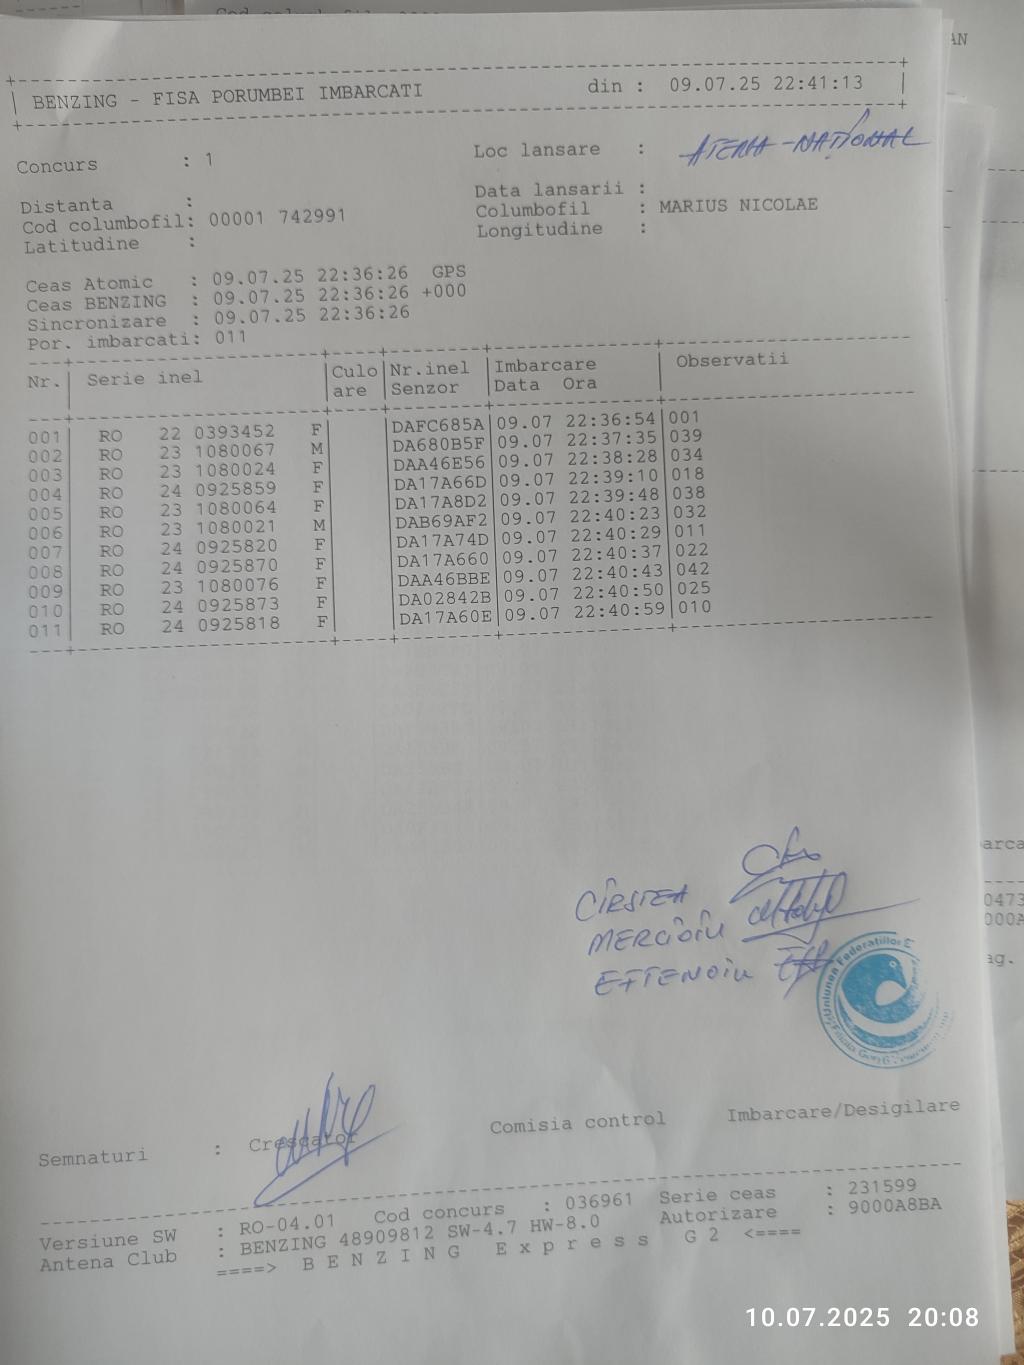 BENZING - FISA PORUMBEI IMBARCATI din : 09.07.25 22:41:13
Concurs : 1 Loc lansare : ATENA-NAȚIONAL
Distanta : Data lansarii :
Cod columbofil: 00001 742991 Columbofil : MARIUS NICOLAE
Latitudine : Longitudine :
Ceas Atomic : 09.07.25 22:36:26 GPS
Ceas BENZING : 09.07.25 22:36:26 +000
Sincronizare : 09.07.25 22:36:26
Por. imbarcati: 011
Nr. Serie inel Culo Nr.inel Imbarcare Observatii
are Senzor Data Ora
001 RO 22 0393452 F DAFC685A 09.07 22:36:54 001
002 RO 23 1080067 M DA680B5F 09.07 22:37:35 039
003 RO 23 1080024 F DAA46E56 09.07 22:38:28 034
004 RO 24 0925859 F DA17A66D 09.07 22:39:10 018
005 RO 23 1080064 F DA17A8D2 09.07 22:39:48 038
006 RO 23 1080021 M DAB69AF2 09.07 22:40:23 032
007 RO 24 0925820 F DA17A74D 09.07 22:40:29 011
008 RO 24 0925870 F DA17A660 09.07 22:40:37 022
009 RO 23 1080076 F DAA46BBE 09.07 22:40:43 042
010 RO 24 0925873 F DA02842B 09.07 22:40:50 025
011 RO 24 0925818 F DA17A60E 09.07 22:40:59 010
CÎRSTEA
MERCIOIU
EFTENOIU
Uniunea Federatiilor
Semnaturi : Crescator Comisia control Imbarcare/Desigilare
Versiune SW : RO-04.01 Cod concurs : 036961 Serie ceas : 231599
Antena Club : BENZING 48909812 SW-4.7 HW-8.0 Autorizare : 9000A8BA
====> B E N Z I N G E x p r e s s G 2 <====
10.07.2025 20:08